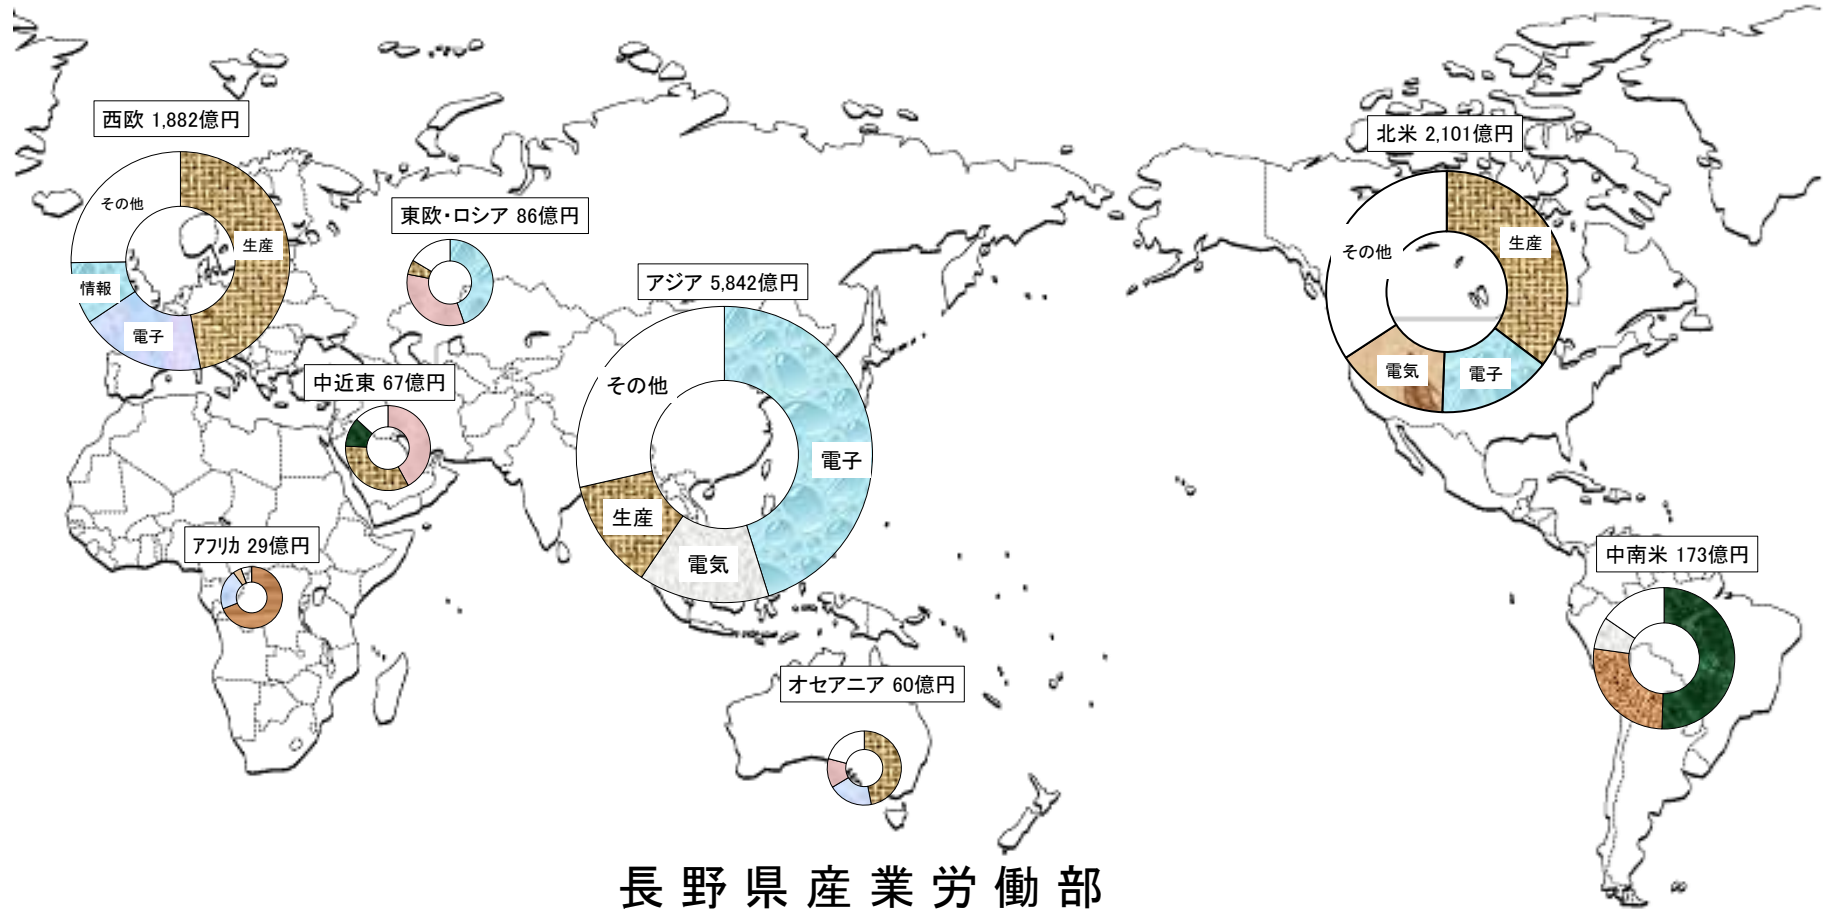 西欧 1,882億円
その他
生産
情報
電子
東欧・ロシア 86億円
中近東 67億円
アフリカ 29億円
アジア 5,842億円
その他
電子
生産
電気
オセアニア 60億円
北米 2,101億円
その他
生産
電気
電子
中南米 173億円
長野県産業労働部